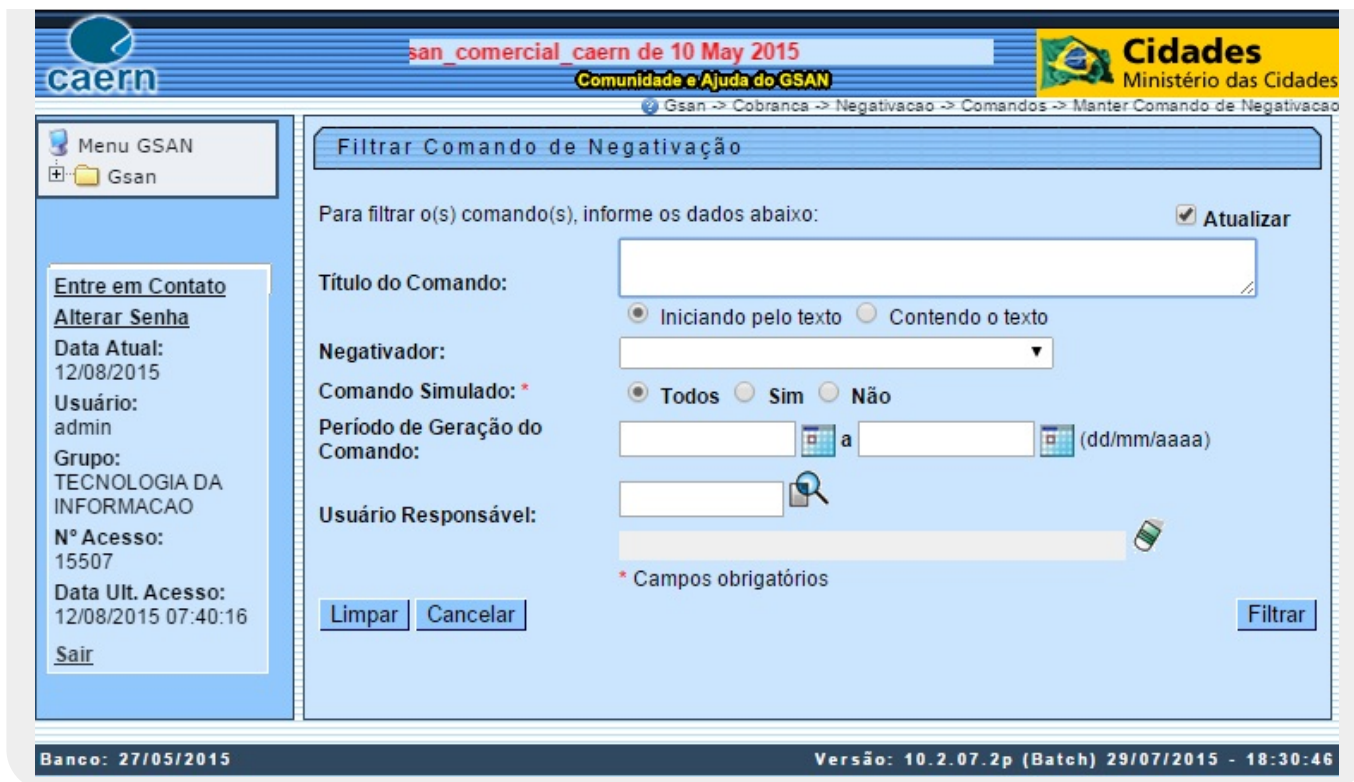 caern
san_comercial_caern de 10 May 2015
Comunidade e Ajuda do GSAN
Cidades
Ministério das Cidades
Gsan -> Cobranca -> Negativacao -> Comandos -> Manter Comando de Negativacao
Menu GSAN
Gsan
Entre em Contato
Alterar Senha
Data Atual:
12/08/2015
Usuário:
admin
Grupo:
TECNOLOGIA DA
INFORMACAO
Nº Acesso:
15507
Data Ult. Acesso:
12/08/2015 07:40:16
Sair
Filtrar Comando de Negativação
Para filtrar o(s) comando(s), informe os dados abaixo:
Atualizar
Título do Comando:
Iniciando pelo texto Contendo o texto
Negativador:
Comando Simulado: * Todos Sim Não
Período de Geração do
Comando:
a (dd/mm/aaaa)
Usuário Responsável:
* Campos obrigatórios
Limpar Cancelar Filtrar
Banco: 27/05/2015 Versão: 10.2.07.2p (Batch) 29/07/2015 - 18:30:46